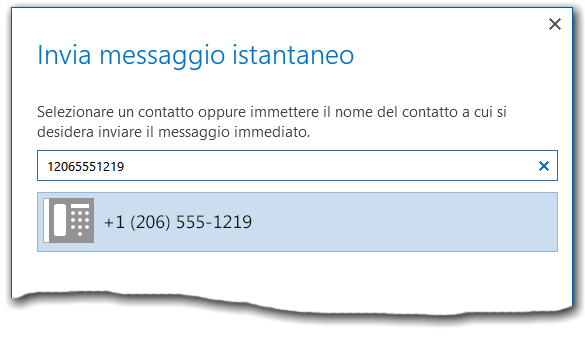 Invia messaggio istantaneo
Selezionare un contatto oppure immettere il nome del contatto a cui si
desidera inviare il messaggio immediato.
12065551219
+1 (206) 555-1219